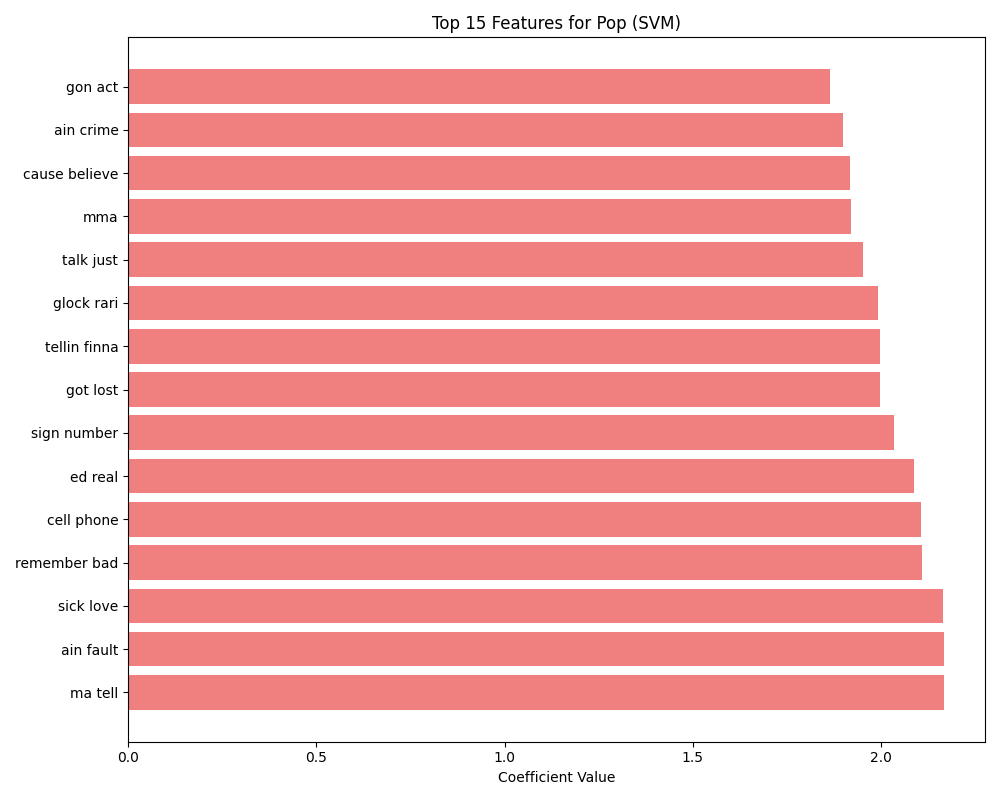 Top 15 Features for Pop (SVM)
gon act
ain crime
cause believe
mma
talk just
glock rari
tellin finna
got lost
sign number
ed real
cell phone
remember bad
sick love
ain fault
ma tell
0.0 0.5 1.0 1.5 2.0
Coefficient Value